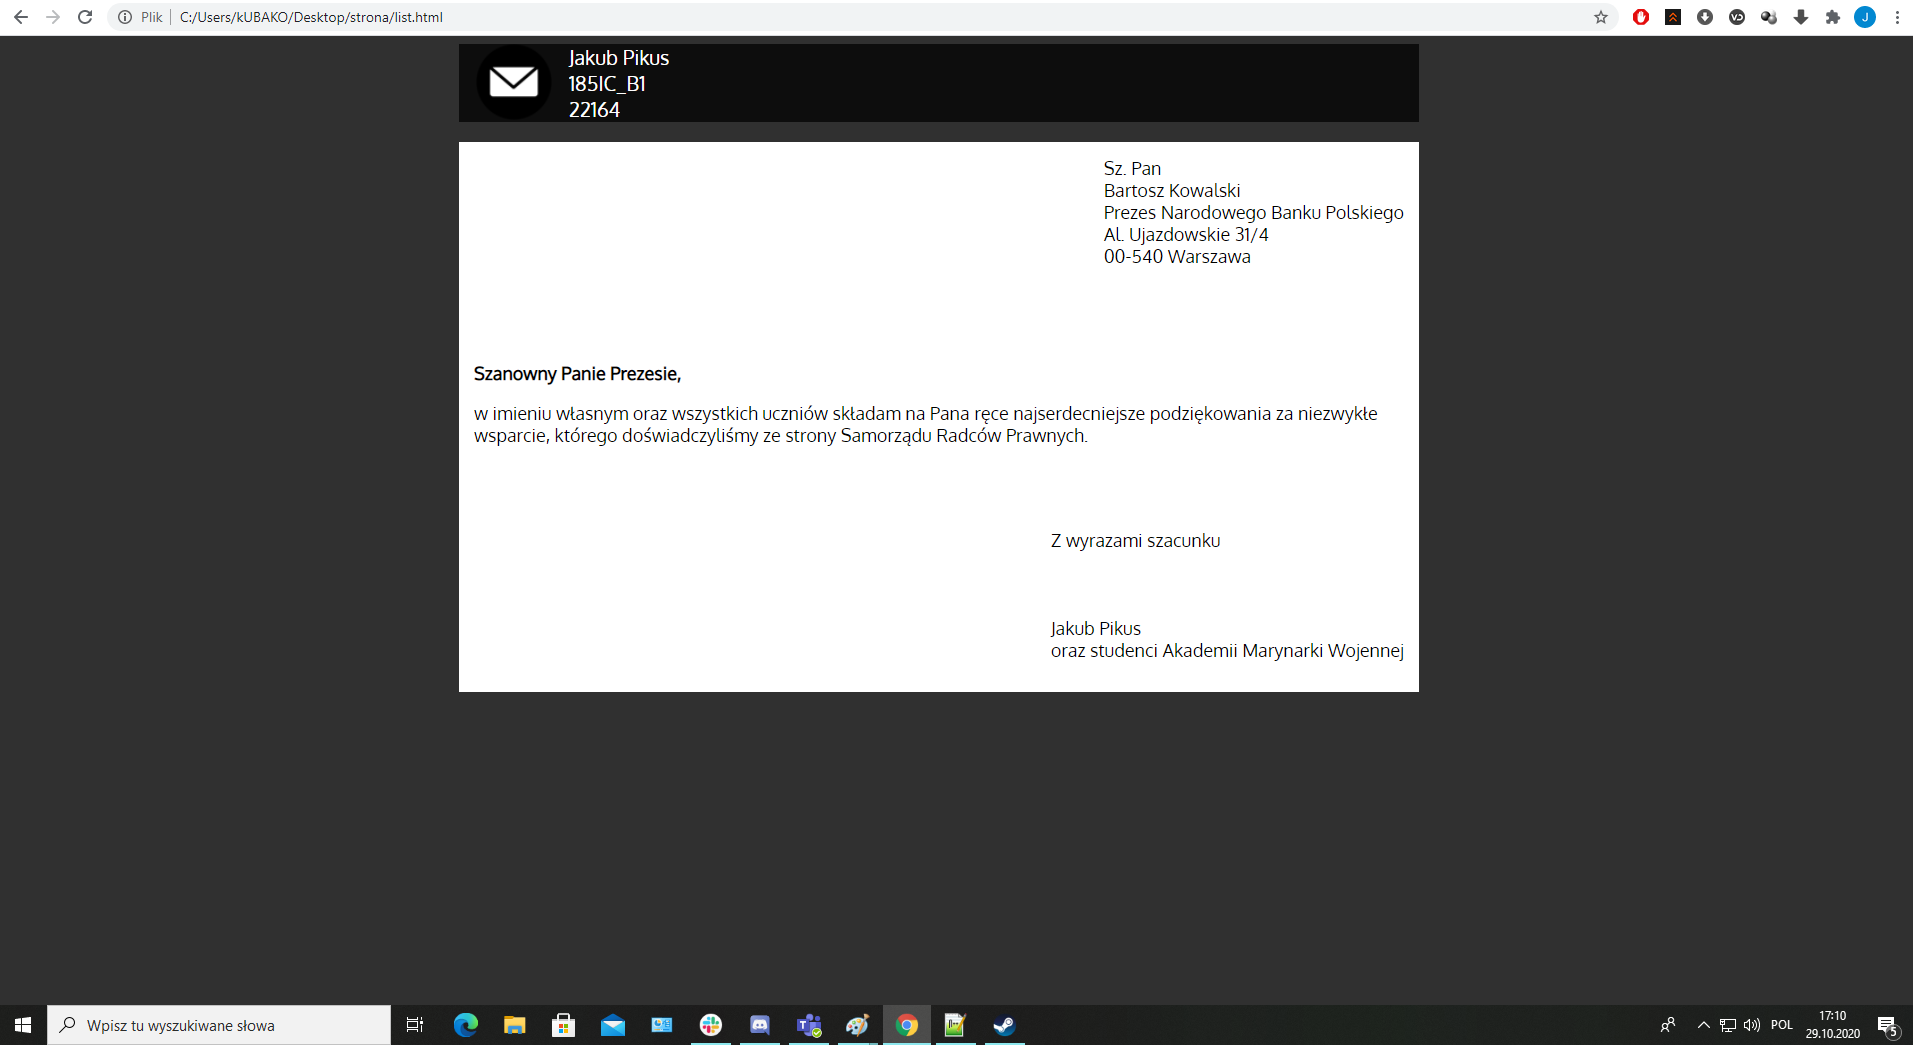 Plik
C:/Users/kUBAKO/Desktop/strona/list.html
J
Jakub Pikus
185IC_B1
22164
Sz. Pan
Bartosz Kowalski
Prezes Narodowego Banku Polskiego
Al. Ujazdowskie 31/4
00-540 Warszawa
Szanowny Panie Prezesie,
w imieniu własnym oraz wszystkich uczniów składam na Pana ręce najserdecniejsze podziękowania za niezwykłe
wsparcie, którego doświadczyliśmy ze strony Samorządu Radców Prawnych.
Z wyrazami szacunku
Jakub Pikus
oraz studenci Akademii Marynarki Wojennej
Wpisz tu wyszukiwane słowa
POL
17:10
29.10.2020
5